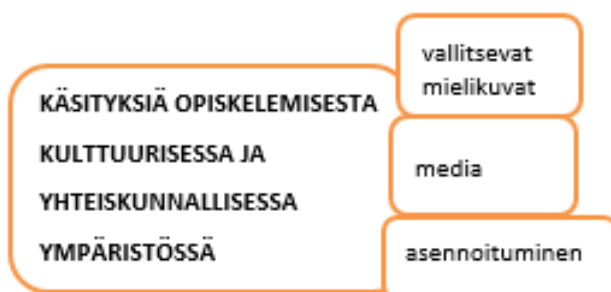 KÄSITYKSIÄ OPISKELEMISESTA
KULTTUURISESSA JA
YHTEISKUNNALLISESSA
YMPÄRISTÖSSÄ
vallitsevat
mielikuvat
media
asennoituminen